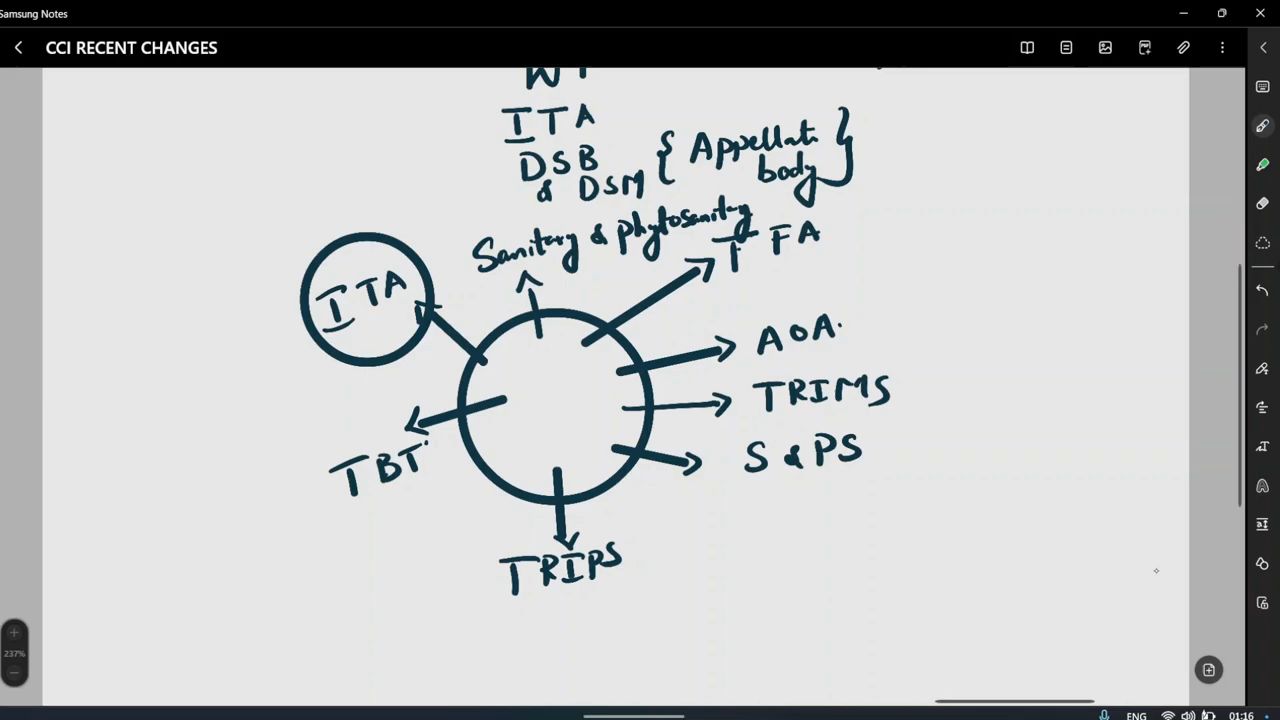 Samsung Notes
CCI RECENT CHANGES
ITA
DSB { Appellate
& DSM body }
Sanitary & phytosanitary
TFA
ITA
AOA
TRIMS
TBT
S & PS
TRIPS
237%
ENG 01:16